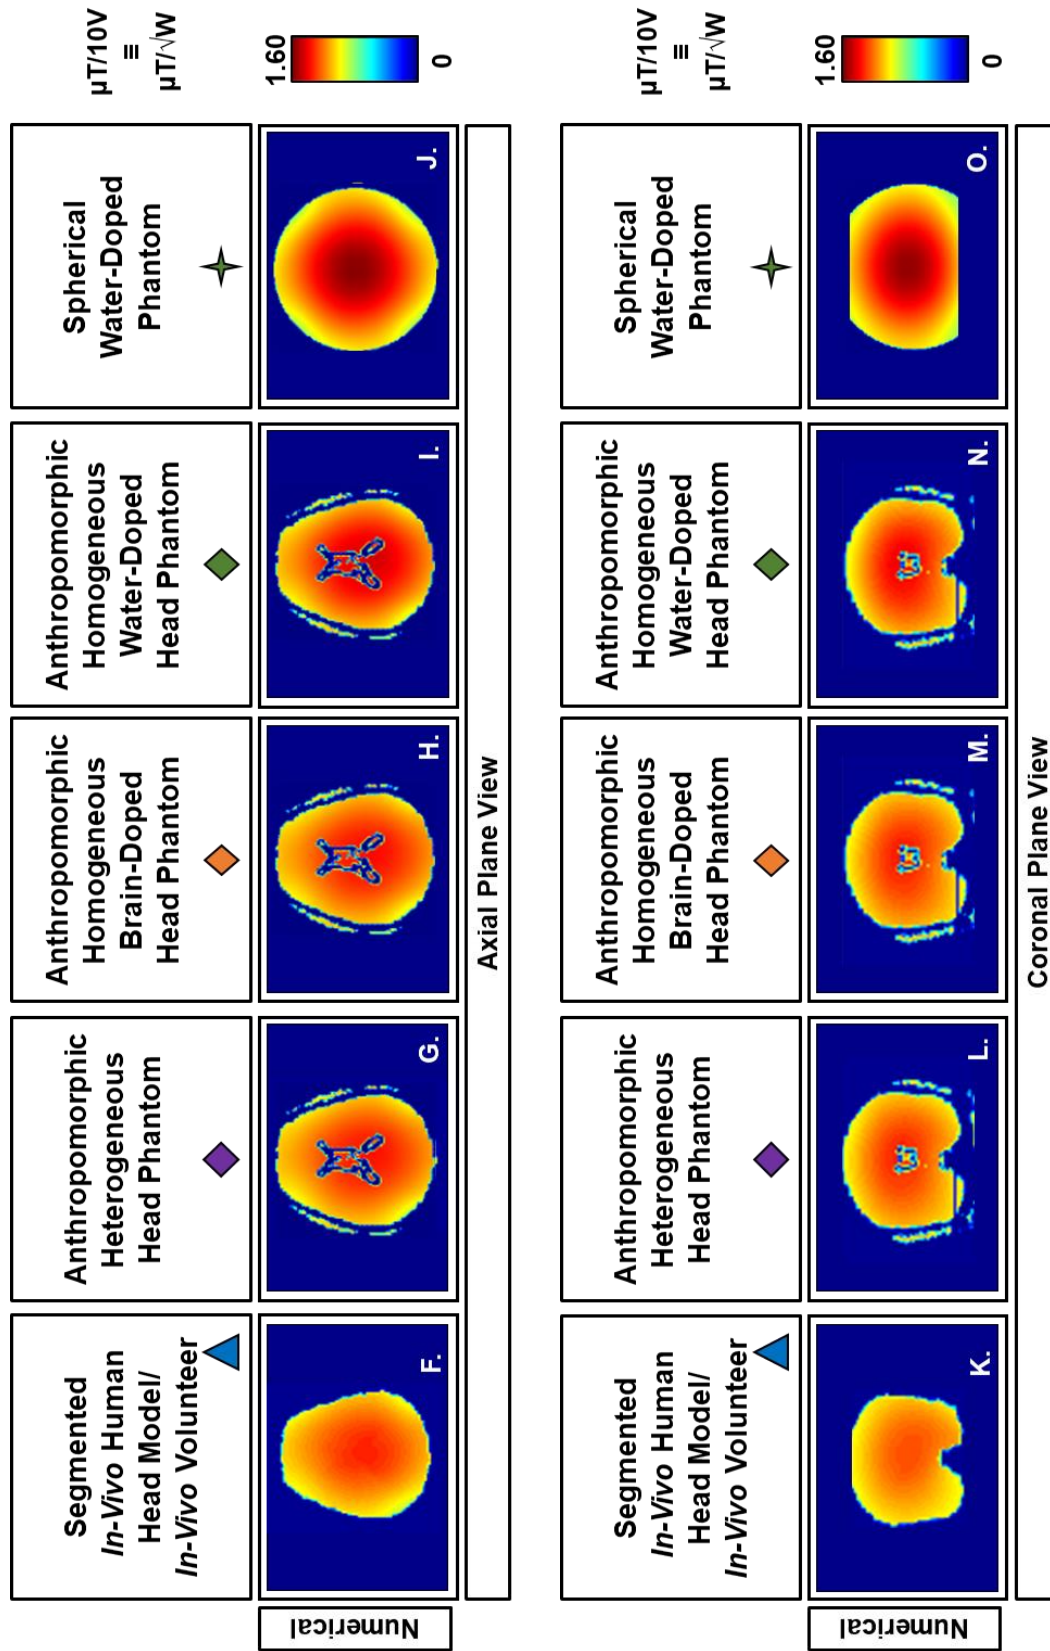 Segmented
In-Vivo Human
Head Model/
In-Vivo Volunteer
Anthropomorphic
Heterogeneous
Head Phantom
Anthropomorphic
Homogeneous
Brain-Doped
Head Phantom
Anthropomorphic
Homogeneous
Water-Doped
Head Phantom
Spherical
Water-Doped
Phantom
µT/10V
≡
µT/√W
Numerical
F.
G.
H.
I.
J.
1.60
0
Axial Plane View
Segmented
In-Vivo Human
Head Model/
In-Vivo Volunteer
Anthropomorphic
Heterogeneous
Head Phantom
Anthropomorphic
Homogeneous
Brain-Doped
Head Phantom
Anthropomorphic
Homogeneous
Water-Doped
Head Phantom
Spherical
Water-Doped
Phantom
µT/10V
≡
µT/√W
Numerical
K.
L.
M.
N.
O.
1.60
0
Coronal Plane View